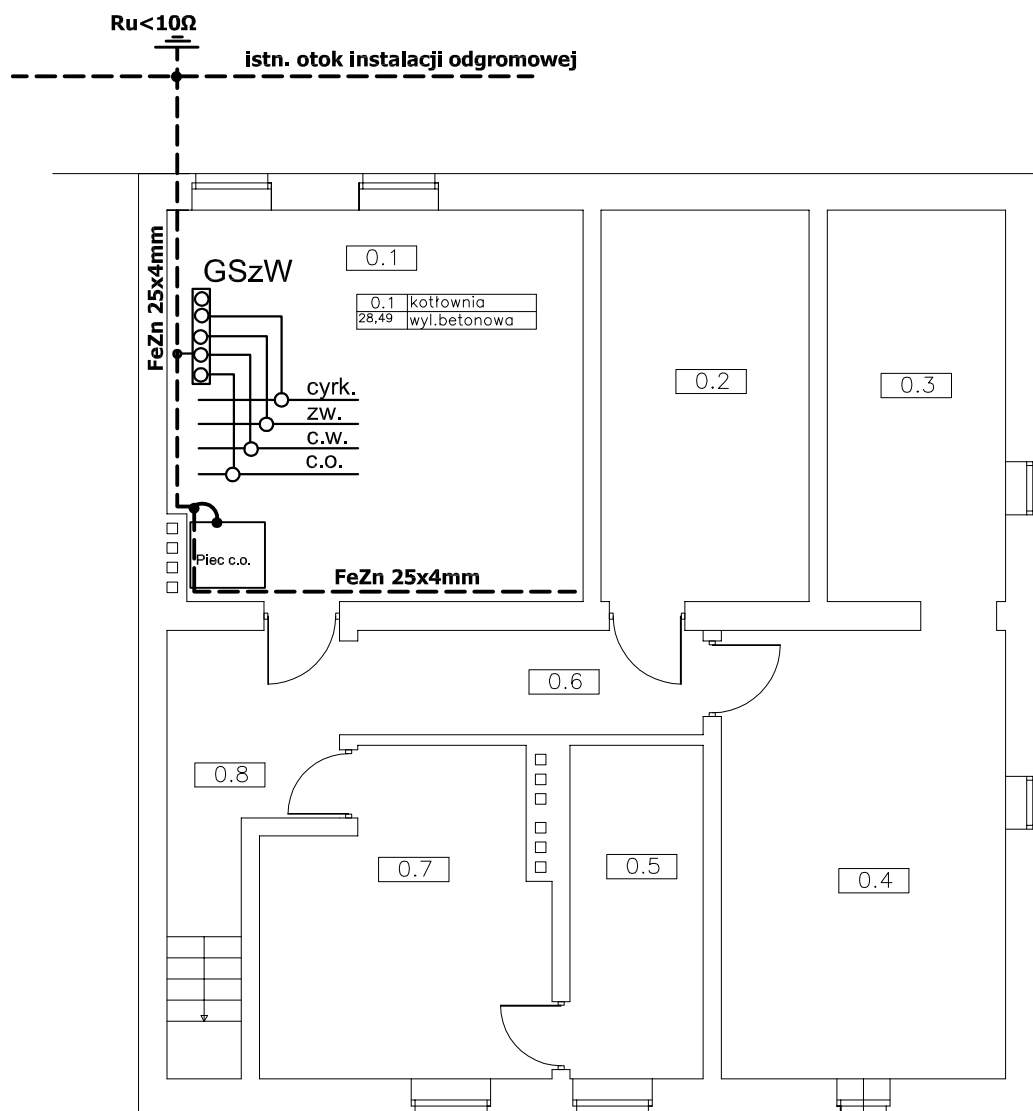 Ru<10Ω
istn. otok instalacji odgromowej
FeZn 25x4mm
GSzW
0.1
0.1 kotłownia
28,49 wyl.betonowa
0.2
0.3
cyrk.
zw.
c.w.
c.o.
Piec c.o.
FeZn 25x4mm
0.6
0.8
0.7
0.5
0.4